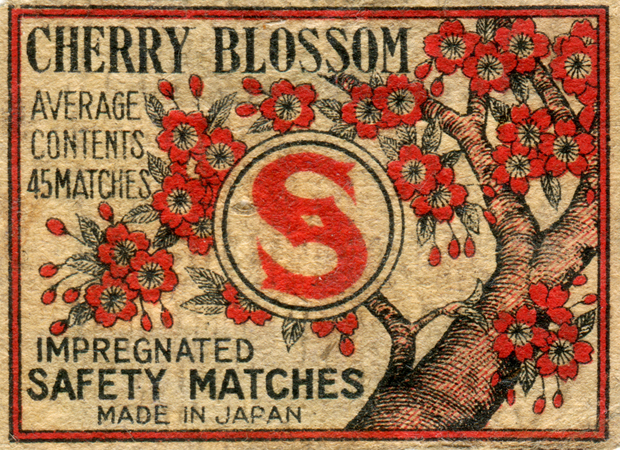 CHERRY BLOSSOM
AVERAGE
CONTENTS
45 MATCHES
S
IMPREGNATED
SAFETY MATCHES
MADE IN JAPAN